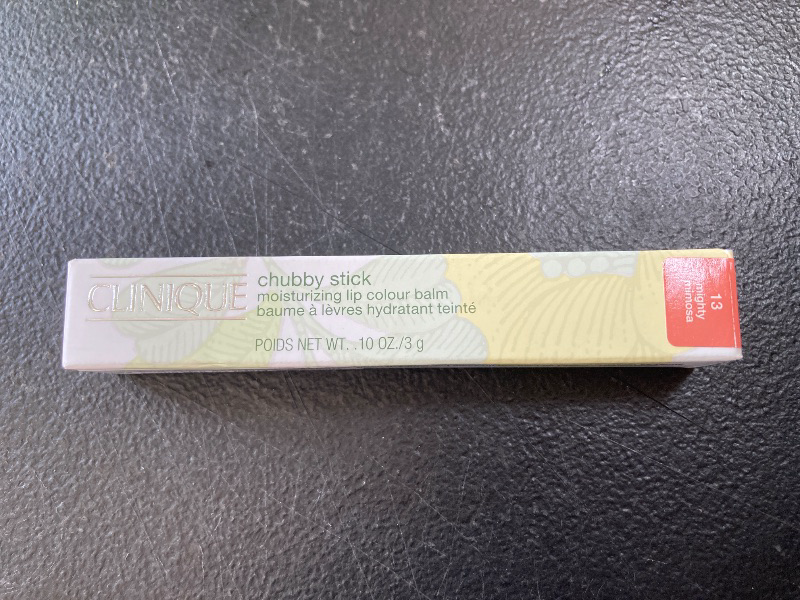 CLINIQUE
chubby stick
moisturizing lip colour balm
baume à lèvres hydratant teinté
POIDS NET WT. .10 OZ./3 g
13
mighty
mimosa